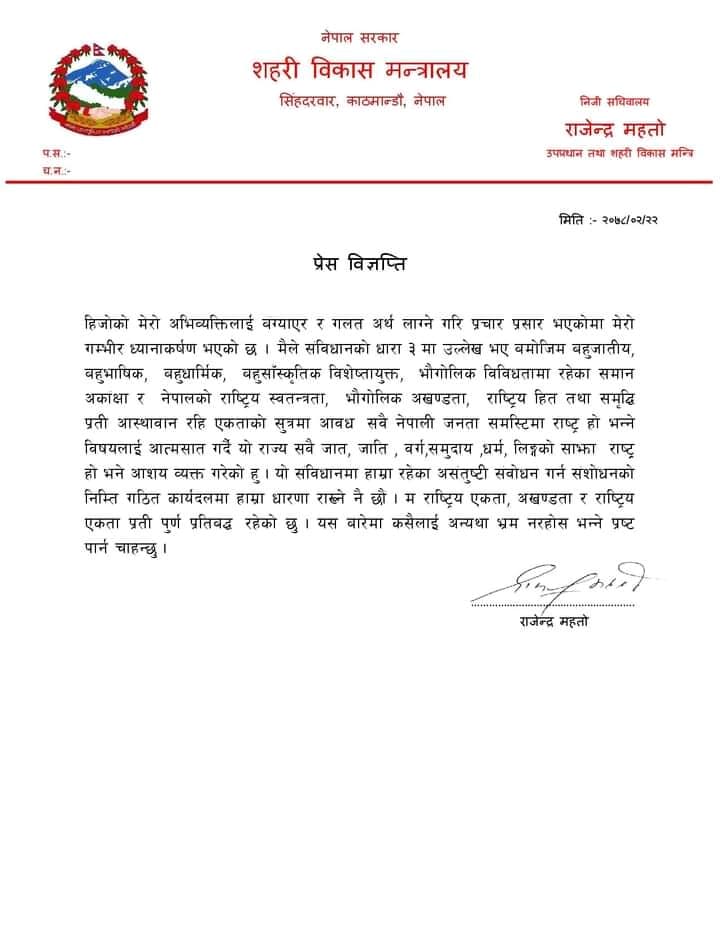 नेपाल सरकार
शहरी विकास मन्त्रालय
सिंहदरवार, काठमान्डौ, नेपाल
निजी सचिवालय
राजेन्द्र महतो
उपप्रधान तथा शहरी विकास मन्त्रि
प.स.:-
च.न.:-
मिति :- २०७८/०२/२२
प्रेस विज्ञप्ति
हिजोको मेरो अभिव्यक्तिलाई बग्याएर र गलत अर्थ लाग्ने गरि प्रचार प्रसार भएकोमा मेरो
गम्भीर ध्यानाकर्षण भएको छ । मैले संविधानको धारा ३ मा उल्लेख भए बमोजिम बहुजातीय,
बहुभाषिक, बहुधार्मिक, बहुसाँस्कृतिक विशेष्तायुक्त, भौगोलिक विविधतामा रहेका समान
अकांक्षा र नेपालको राष्ट्रिय स्वतन्त्रता, भौगोलिक अखण्डता, राष्ट्रिय हित तथा समृद्धि
प्रती आस्थावान रहि एकताको सुत्रमा आवध सवै नेपाली जनता समस्टिमा राष्ट्र हो भन्ने
विषयलाई आत्मसात गर्दै यो राज्य सवै जात, जाति , वर्ग,समुदाय ,धर्म, लिङ्गको साझा राष्ट्र
हो भने आशय व्यक्त गरेको हु । यो संविधानमा हाम्रा रहेका असंतुष्टी संवोधन गर्न संशोधनको
निम्ति गठित कार्यदलमा हाम्रा धारणा राख्ने नै छौ । म राष्ट्रिय एकता, अखण्डता र राष्ट्रिय
एकता प्रती पुर्ण प्रतिबद्ध रहेको छु । यस बारेमा कसैलाई अन्यथा भ्रम नरहोस भन्ने प्रष्ट
पार्न चाहन्छु ।
राजेन्द्र महतो